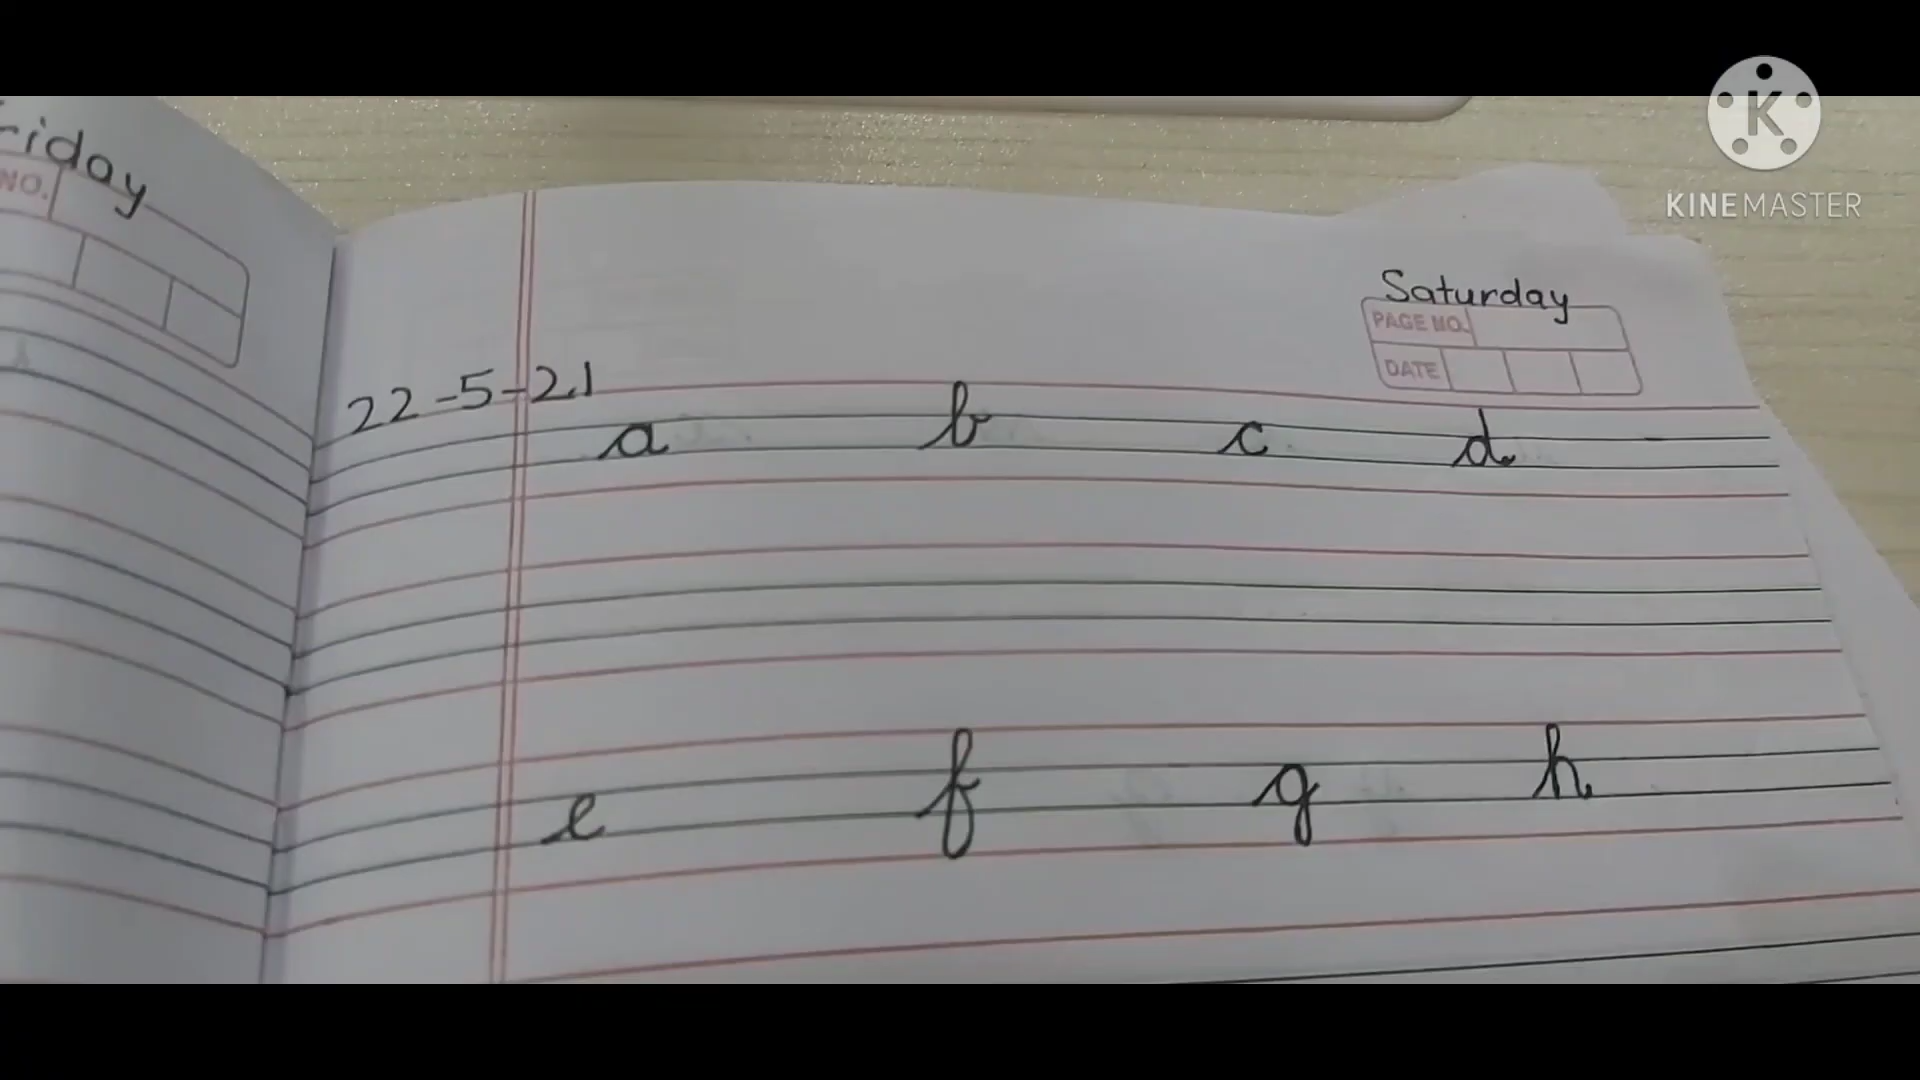 riday
NO.
K
KINEMASTER
Saturday
PAGE NO.
DATE
22-5-21
a b c d
e f g h